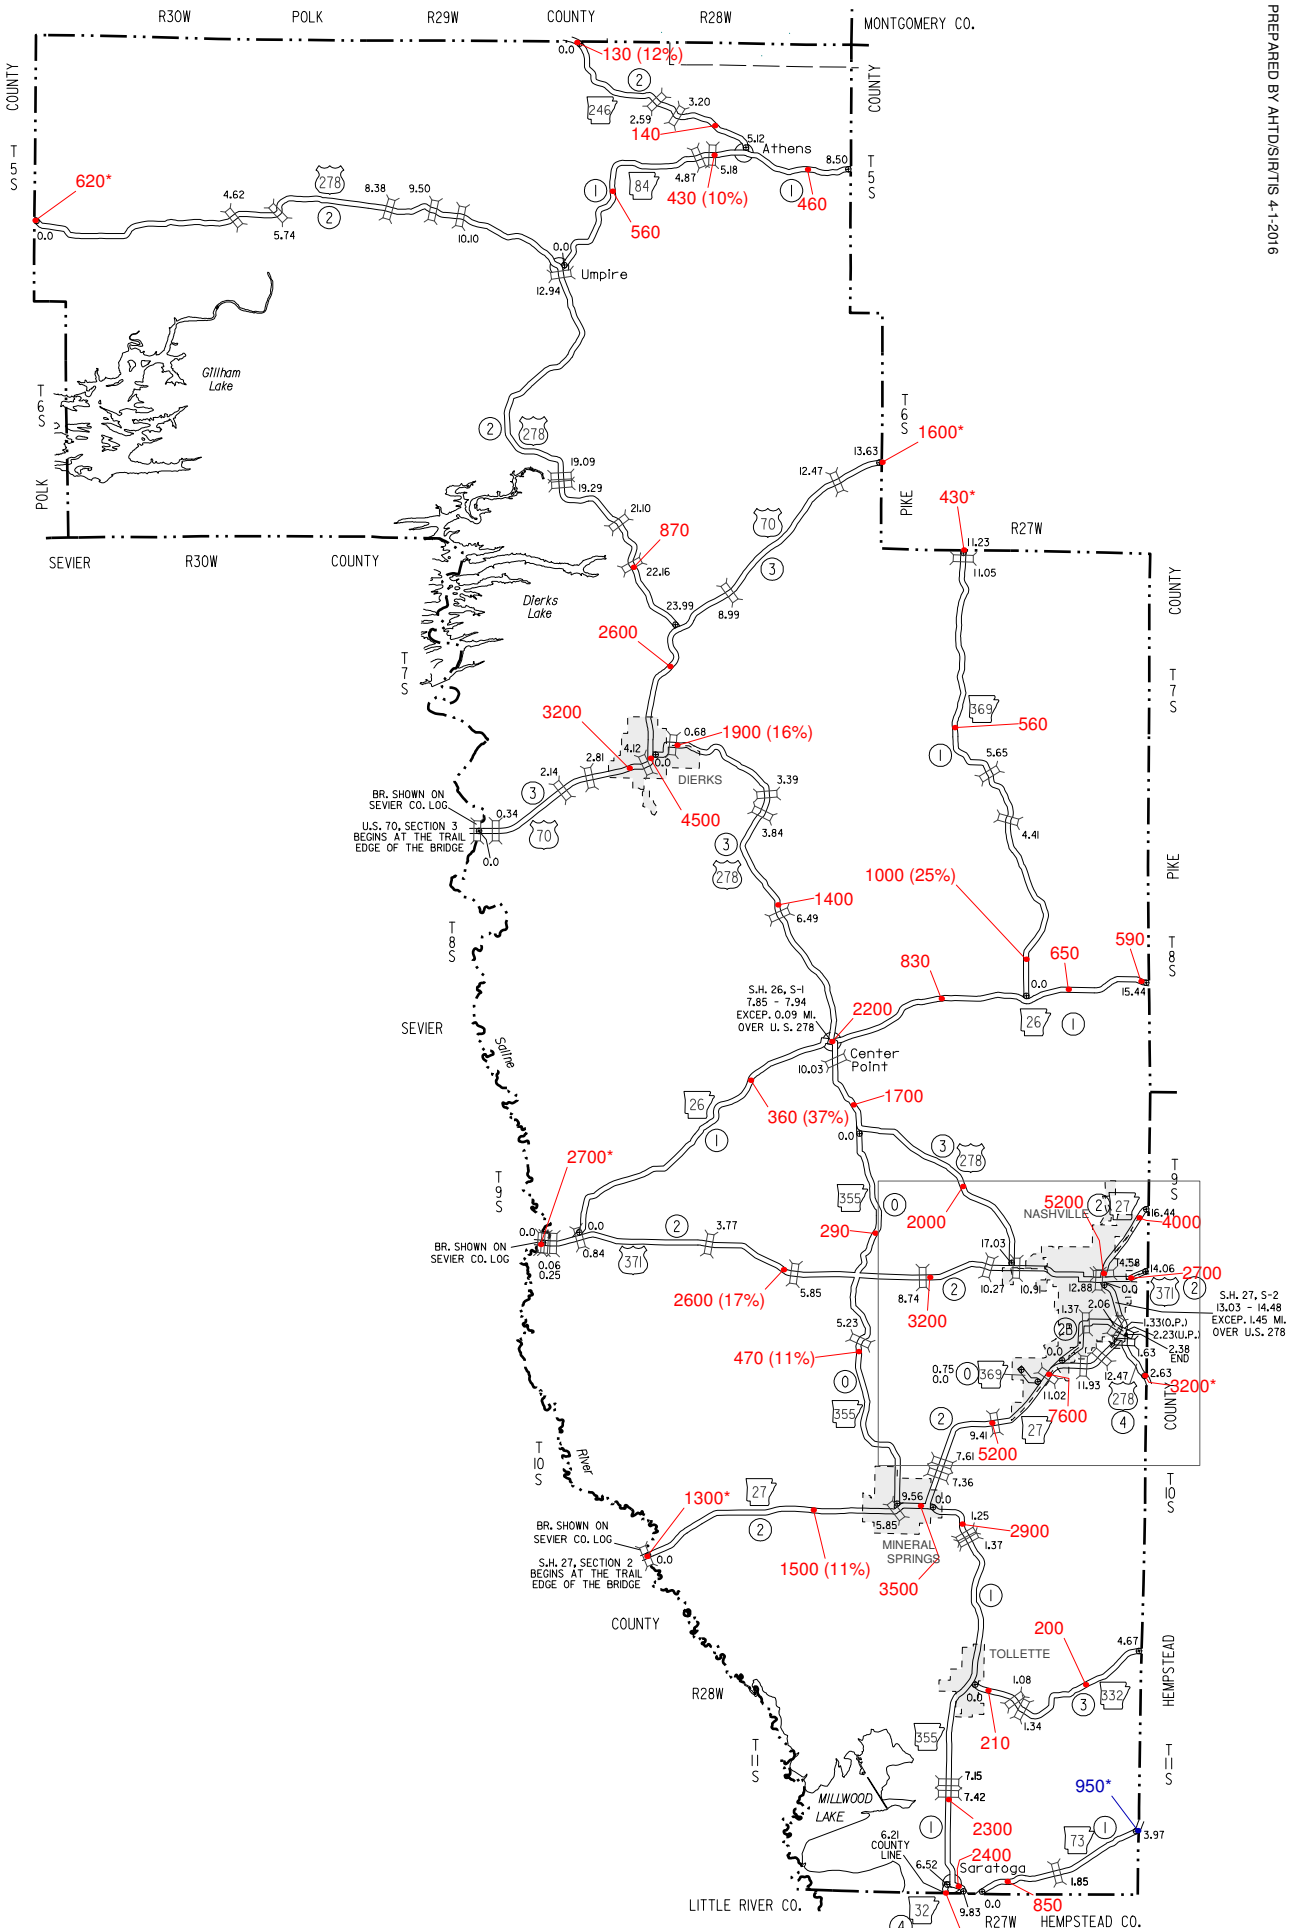 R30W POLK R29W COUNTY R28W
MONTGOMERY CO.
PREPARED BY AHTD/SIR/TIS 4-1-2016
COUNTY
T
5
S
0.0
130 (12%)
2
246
2.59
3.20
140
5.12
Athens
COUNTY
T
5
S
8.50
620*
0.0
4.62
278
2
5.74
8.38
9.50
10.10
84
1
4.87
5.18
430 (10%)
1
460
560
0.0
Umpire
12.94
Gillham
Lake
T
6
S
POLK
2
278
19.09
19.29
T
6
S
1600*
13.63
12.47
PIKE
430*
11.23
11.05
R27W
SEVIER R30W COUNTY
21.10
870
22.16
70
3
8.99
23.99
Dierks
Lake
COUNTY
T
7
S
2600
T
7
S
3200
0.68
1900 (16%)
4.12
0.0
DIERKS
2.81
2.14
3
4500
369
560
1
5.65
4.41
BR. SHOWN ON
SEVIER CO. LOG
0.34
U.S. 70, SECTION 3
BEGINS AT THE TRAIL
EDGE OF THE BRIDGE
70
0.0
3.39
3.84
3
278
PIKE
1000 (25%)
1400
6.49
T
8
S
T
8
S
830
650
590
0.0
15.44
S.H. 26, S-1
7.85 - 7.94
EXCEP. 0.09 MI.
OVER U.S. 278
2200
26
1
SEVIER
Saline
Center
Point
10.03
26
1
360 (37%)
1700
0.0
3
278
T
9
S
2700*
T
9
S
355
0
2000
290
5200
2
27
NASHVILLE
16.44
4000
0.0
0.0
2
3.77
BR. SHOWN ON
SEVIER CO. LOG
0.84
0.06
0.25
371
17.03
14.58
14.06
2700
2600 (17%)
5.85
8.74
2
3200
10.27
10.91
12.88
0.0
371
2
S.H. 27, S-2
13.03 - 14.48
EXCEP. 1.45 MI.
OVER U.S. 278
2.06
1.37
2B
1.33(O.P.)
2.23(U.P.)
2.38
END
5.23
470 (11%)
0
355
0.75
0.0
0
369
0.0
1.63
12.47
11.93
11.02
2.63
3200*
278
4
7600
COUNTY
2
9.41
27
5200
T
10
S
River
7.61
7.36
T
10
S
1300*
27
2
9.56
0.0
5.85
1.25
2900
1.37
MINERAL
SPRINGS
1500 (11%)
3500
BR. SHOWN ON
SEVIER CO. LOG
0.0
S.H. 27, SECTION 2
BEGINS AT THE TRAIL
EDGE OF THE BRIDGE
1
COUNTY
200
4.67
HEMPSTEAD
TOLLETTE
R28W
0.0
1.08
1.34
332
3
210
355
T
11
S
T
11
S
950*
7.15
7.42
MILLWOOD
LAKE
1
2300
73
1
3.97
6.21
COUNTY
LINE
2400
6.52
Saratoga
1.85
LITTLE RIVER CO.
32
4
9.83
0.0
850
R27W
HEMPSTEAD CO.